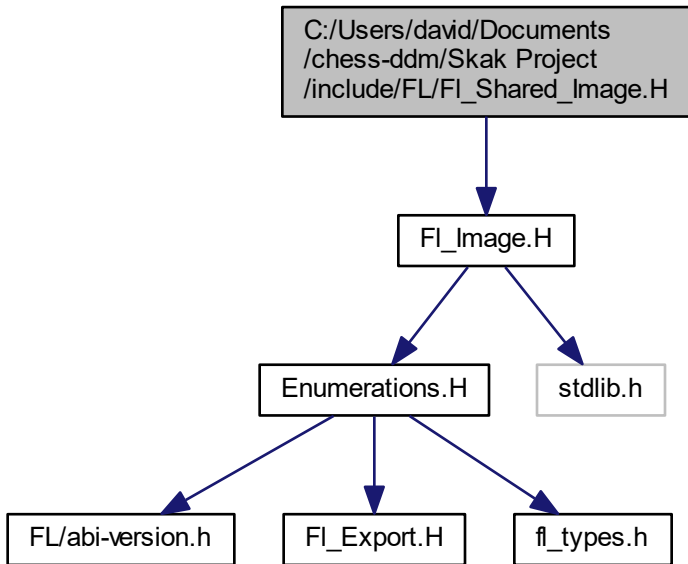 C:/Users/david/Documents
/chess-ddm/Skak Project
/include/FL/Fl_Shared_Image.H
Fl_Image.H
Enumerations.H
stdlib.h
FL/abi-version.h
Fl_Export.H
fl_types.h